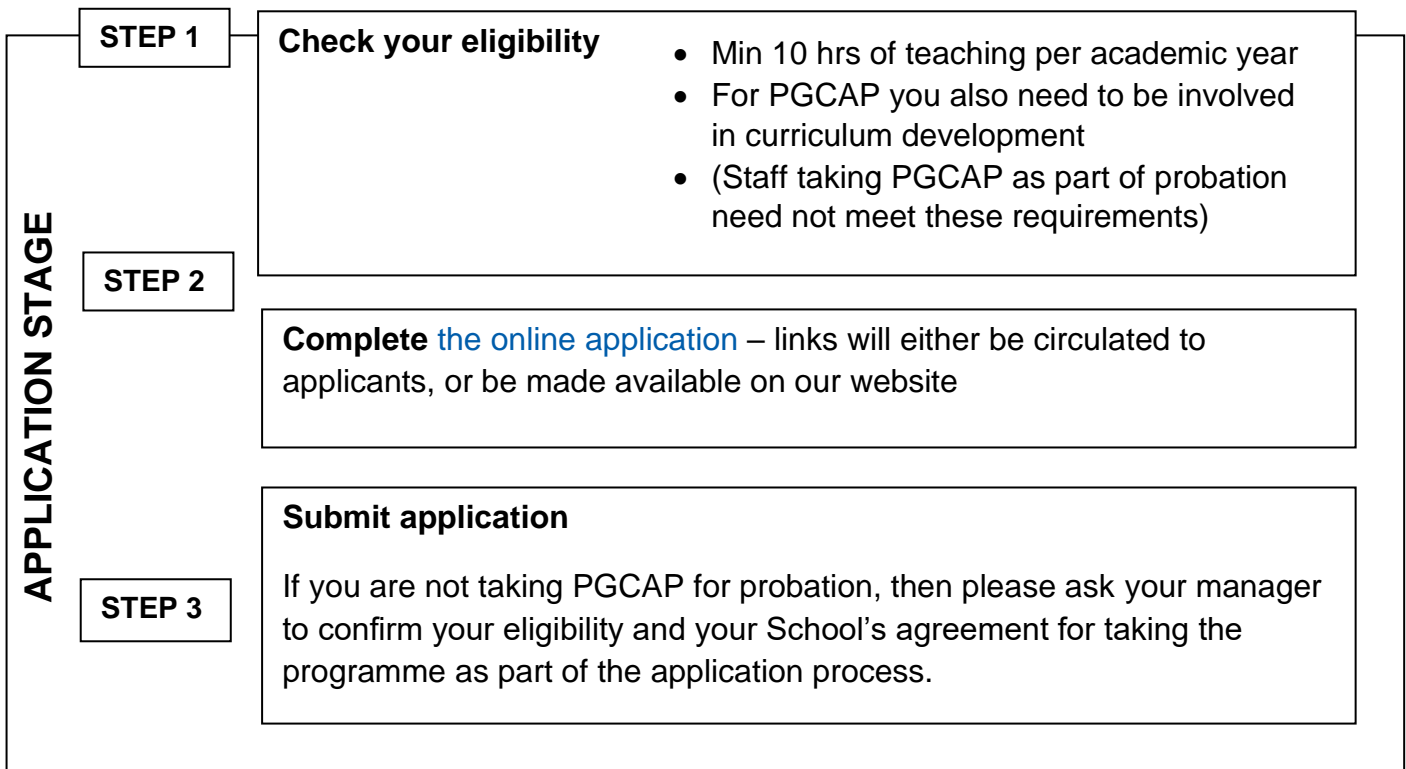 APPLICATION STAGE
STEP 1
Check your eligibility
• Min 10 hrs of teaching per academic year
• For PGCAP you also need to be involved
in curriculum development
• (Staff taking PGCAP as part of probation
need not meet these requirements)
STEP 2
Complete the online application – links will either be circulated to
applicants, or be made available on our website
STEP 3
Submit application
If you are not taking PGCAP for probation, then please ask your manager
to confirm your eligibility and your School’s agreement for taking the
programme as part of the application process.